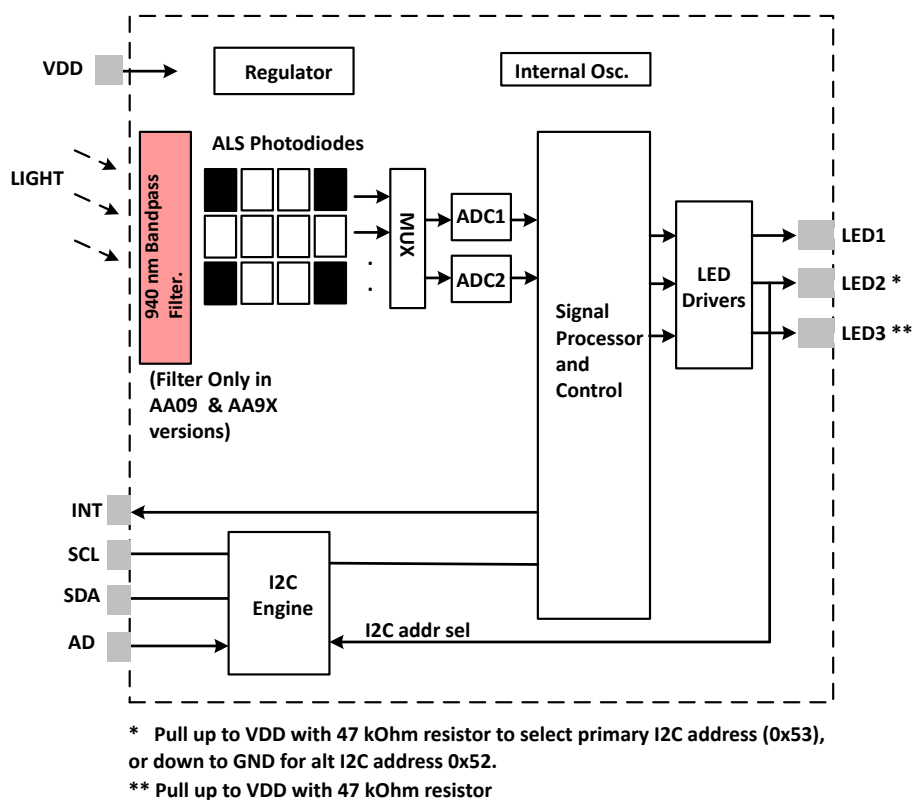 VDD
Regulator
Internal Osc.
LIGHT
940 nm Bandpass
Filter.
ALS Photodiodes
MUX
ADC1
ADC2
Signal
Processor
and
Control
LED
Drivers
LED1
LED2 *
LED3 **
(Filter Only in
AA09 & AA9X
versions)
INT
SCL
SDA
AD
I2C
Engine
I2C addr sel
* Pull up to VDD with 47 kOhm resistor to select primary I2C address (0x53),
or down to GND for alt I2C address 0x52.
** Pull up to VDD with 47 kOhm resistor